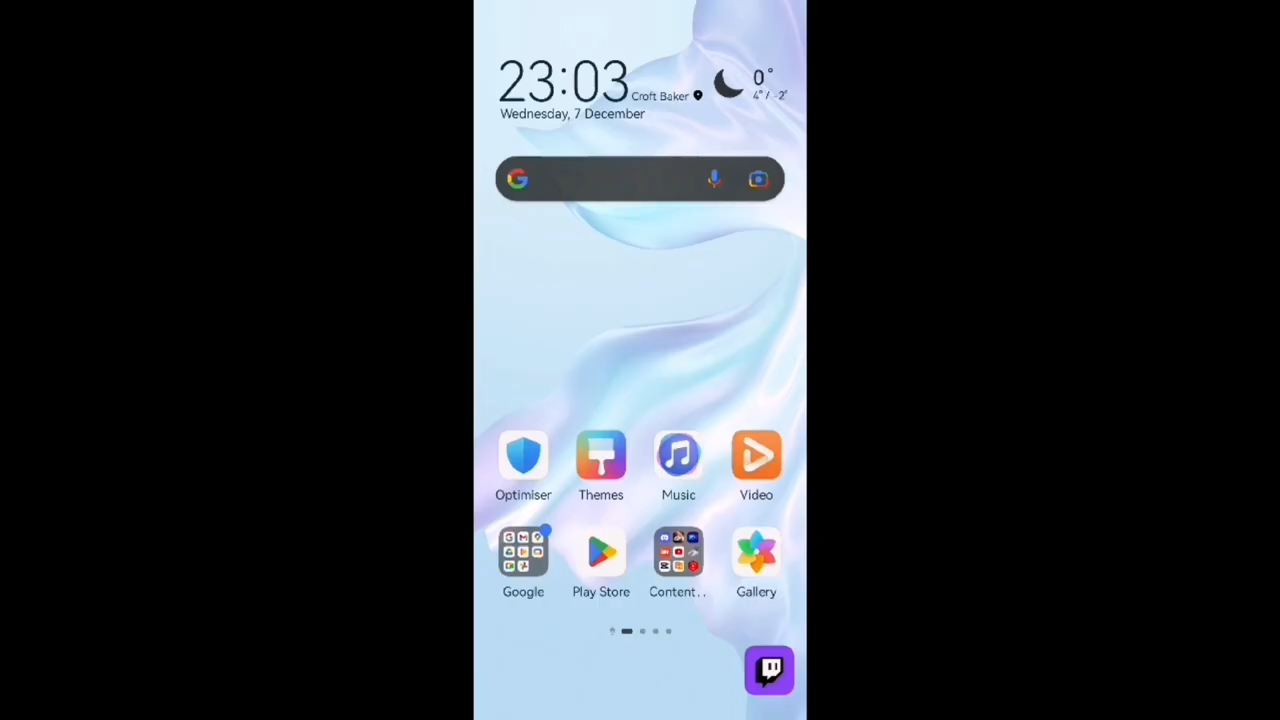 23:03
Croft Baker
0°
4° / -2°
Wednesday, 7 December
Optimiser
Themes
Music
Video
Google
Play Store
Content..
Gallery